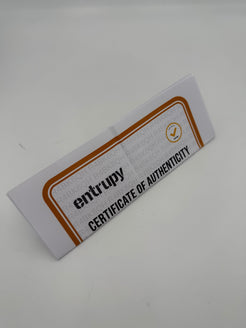 entrupy
CERTIFICATE OF AUTHENTICITY